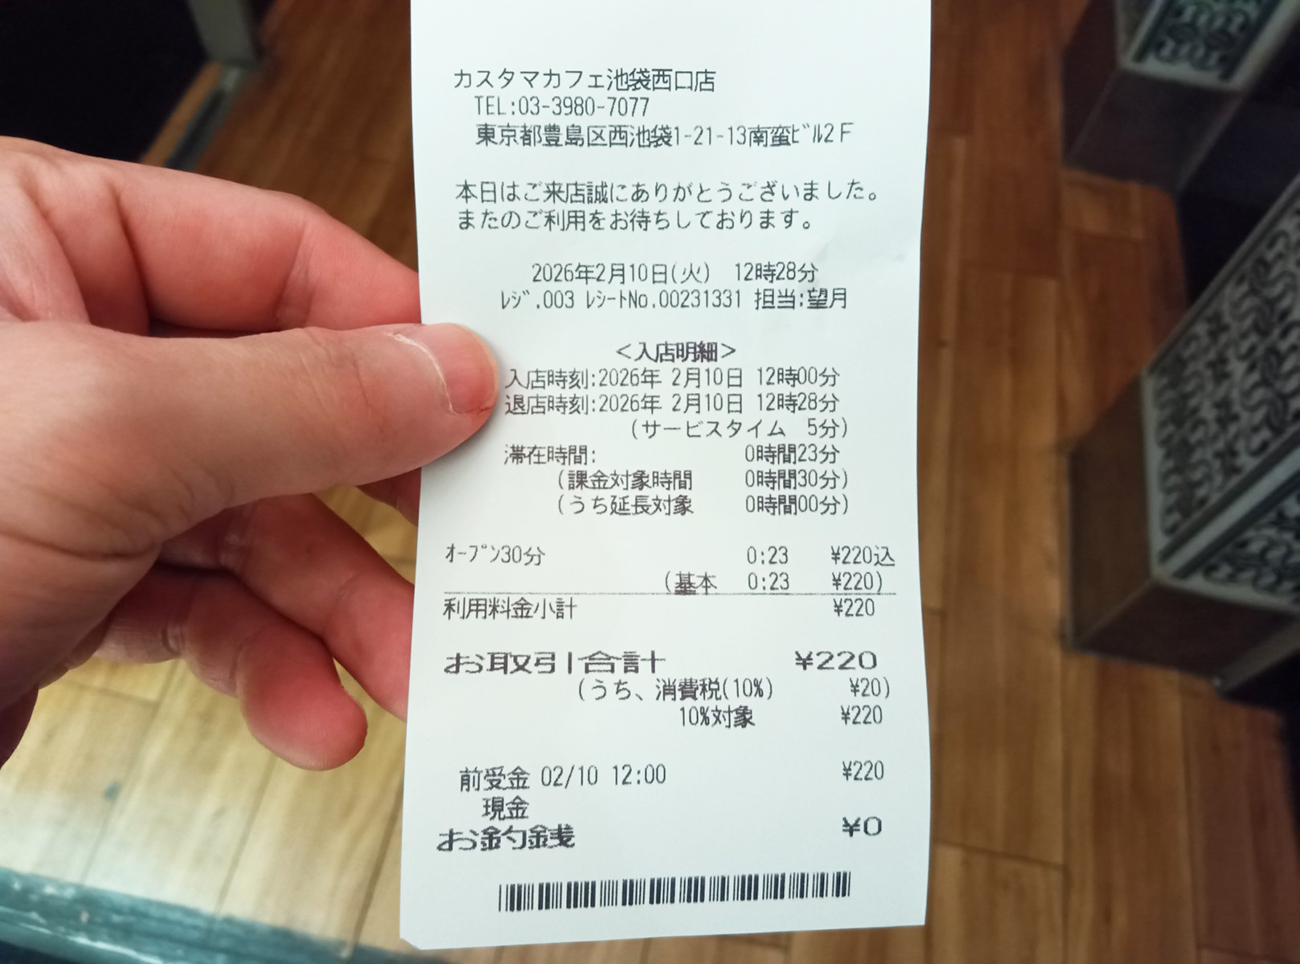 カスタマカフェ池袋西口店
TEL:03-3980-7077
東京都豊島区西池袋1-21-13南蛮ﾋﾞﾙ2F
本日はご来店誠にありがとうございました。
またのご利用をお待ちしております。
2026年2月10日(火) 12時28分
ﾚｼﾞ.003 ﾚｼｰﾄNo.00231331 担当:望月
<入店明細>
入店時刻:2026年 2月10日 12時00分
退店時刻:2026年 2月10日 12時28分
(サービスタイム 5分)
滞在時間: 0時間23分
(課金対象時間 0時間30分)
(うち延長対象 0時間00分)
ｵｰﾌﾟﾝ30分 0:23 ¥220込
(基本 0:23 ¥220)
利用料金小計 ¥220
お取引合計 ¥220
(うち、消費税(10%) ¥20)
10%対象 ¥220
前受金 02/10 12:00 ¥220
現金
お釣銭 ¥0